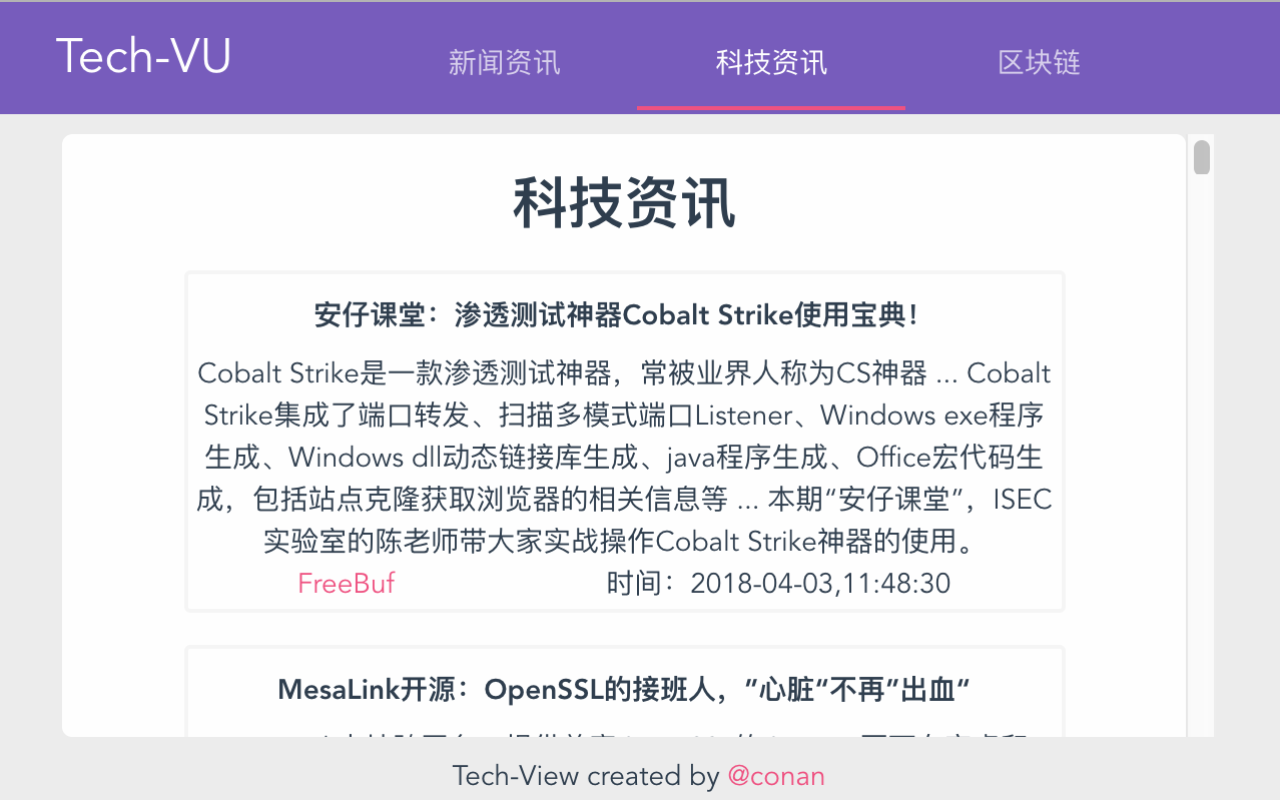 Tech-VU
新闻资讯
科技资讯
区块链
科技资讯
安仔课堂：渗透测试神器Cobalt Strike使用宝典！
Cobalt Strike是一款渗透测试神器，常被业界人称为CS神器 ... Cobalt
Strike集成了端口转发、扫描多模式端口Listener、Windows exe程序
生成、Windows dll动态链接库生成、java程序生成、Office宏代码生
成，包括站点克隆获取浏览器的相关信息等 ... 本期“安仔课堂”，ISEC
实验室的陈老师带大家实战操作Cobalt Strike神器的使用。
FreeBuf 时间：2018-04-03,11:48:30
MesaLink开源：OpenSSL的接班人，”心脏“不再”出血“
Tech-View created by @conan